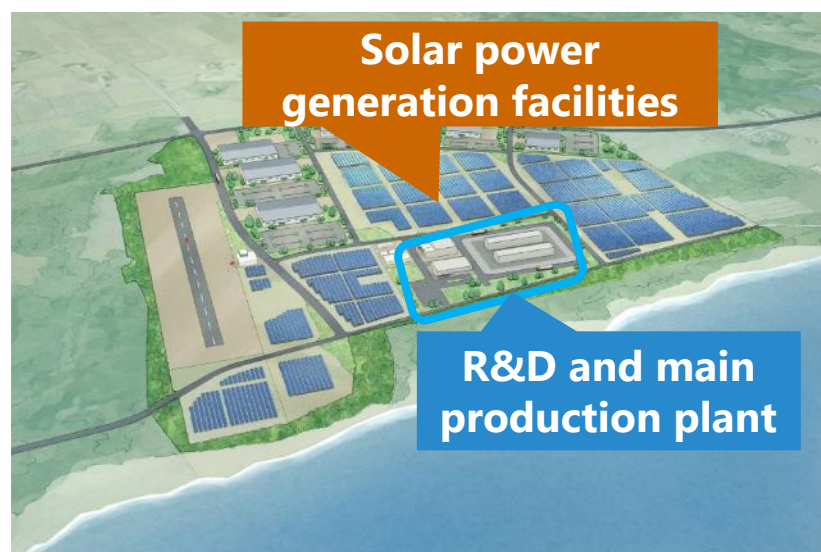 Solar power
generation facilities
R&D and main
production plant